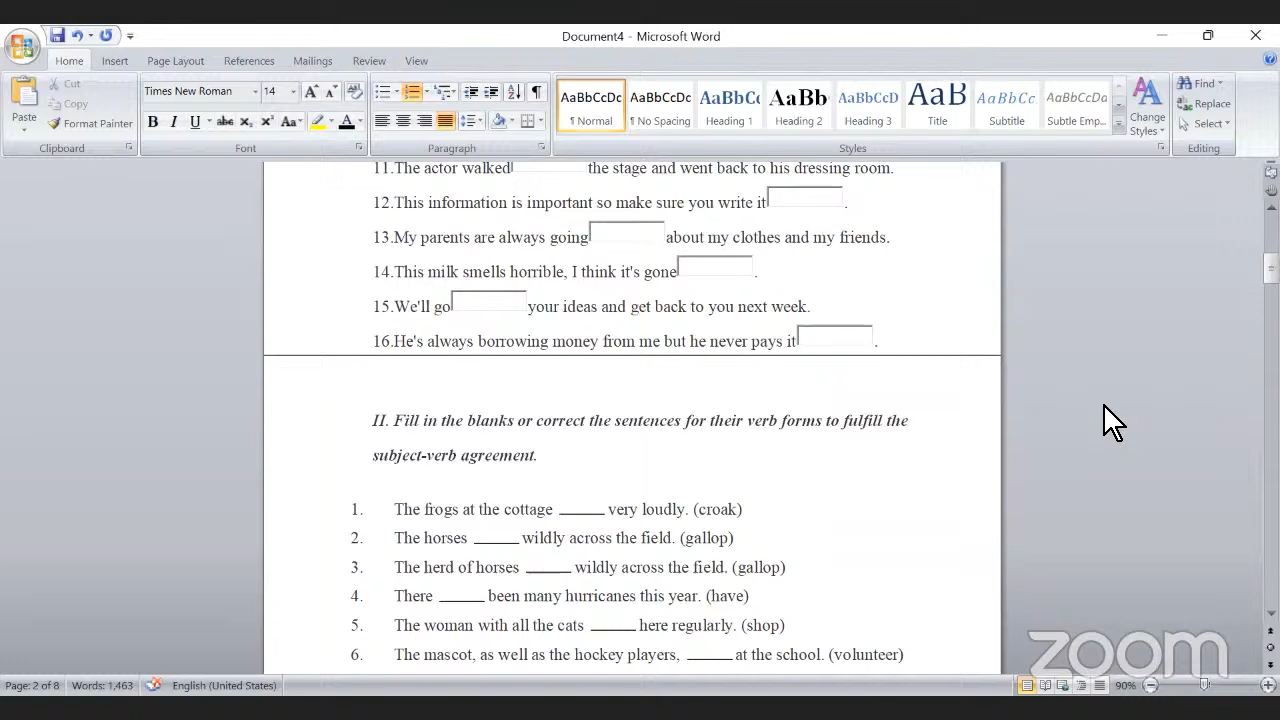 Document4 - Microsoft Word
Home Insert Page Layout References Mailings Review View
Paste
Cut
Copy
Format Painter
Clipboard
Times New Roman 14
Font
Paragraph
AaBbCcDc AaBbCcDc AaBbC AaBbC AaBbCcD AaB AaBbCc. AaBbCcDa
¶ Normal ¶ No Spacing Heading 1 Heading 2 Heading 3 Title Subtitle Subtle Emp...
Change Styles
Styles
Find
Replace
Select
Editing
11.The actor walked the stage and went back to his dressing room.
12.This information is important so make sure you write it .
13.My parents are always going about my clothes and my friends.
14.This milk smells horrible, I think it's gone .
15.We'll go your ideas and get back to you next week.
16.He's always borrowing money from me but he never pays it .
II. Fill in the blanks or correct the sentences for their verb forms to fulfill the
subject-verb agreement.
1. The frogs at the cottage _____ very loudly. (croak)
2. The horses _____ wildly across the field. (gallop)
3. The herd of horses _____ wildly across the field. (gallop)
4. There _____ been many hurricanes this year. (have)
5. The woman with all the cats _____ here regularly. (shop)
6. The mascot, as well as the hockey players, _____ at the school. (volunteer)
zoom
Page: 2 of 8 Words: 1,463 English (United States) 90%